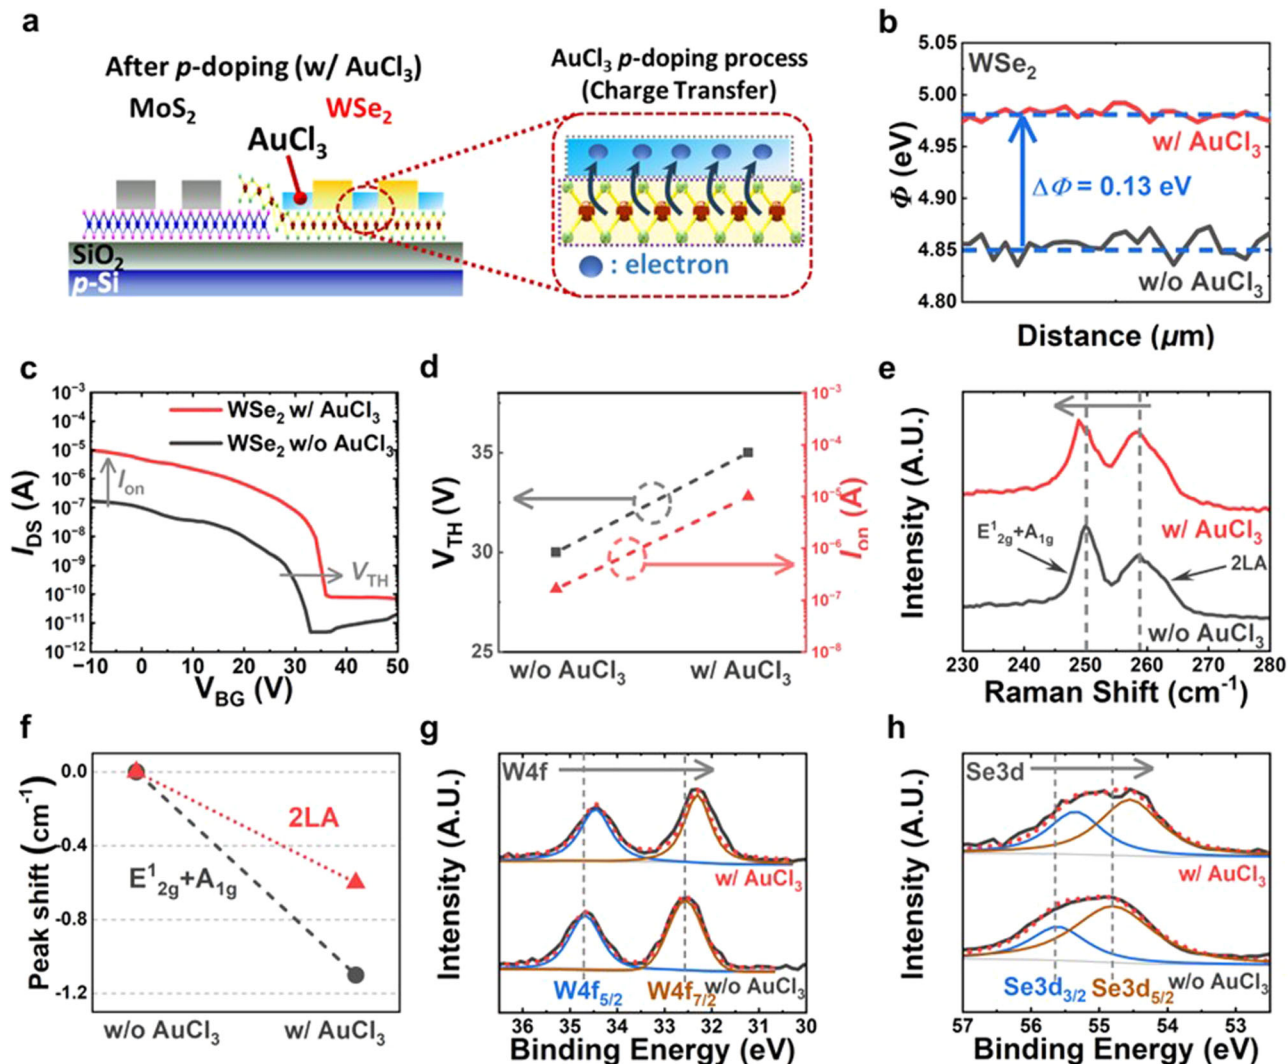 a
After p-doping (w/ AuCl₃)
MoS₂
WSe₂
AuCl₃
SiO₂
p-Si
AuCl₃ p-doping process
(Charge Transfer)
: electron
b
WSe₂
5.05
5.00
4.95
4.90
4.85
4.80
Φ (eV)
w/ AuCl₃
ΔΦ = 0.13 eV
w/o AuCl₃
Distance (μm)
c
10⁻³
10⁻⁴
10⁻⁵
10⁻⁶
10⁻⁷
10⁻⁸
10⁻⁹
10⁻¹⁰
10⁻¹¹
10⁻¹²
I_DS (A)
WSe₂ w/ AuCl₃
WSe₂ w/o AuCl₃
I_on
V_TH
−10 0 10 20 30 40 50
V_BG (V)
d
35
30
25
V_TH (V)
10⁻³
10⁻⁴
10⁻⁵
10⁻⁶
10⁻⁷
10⁻⁸
I_on (A)
w/o AuCl₃ w/ AuCl₃
e
Intensity (A.U.)
w/ AuCl₃
E¹₂g+A₁g
2LA
w/o AuCl₃
230 240 250 260 270 280
Raman Shift (cm⁻¹)
f
0.0
-0.4
-0.8
-1.2
Peak shift (cm⁻¹)
2LA
E¹₂g+A₁g
w/o AuCl₃ w/ AuCl₃
g
W4f
Intensity (A.U.)
w/ AuCl₃
W4f₅/₂ W4f₇/₂ w/o AuCl₃
36 35 34 33 32 31 30
Binding Energy (eV)
h
Se3d
Intensity (A.U.)
w/ AuCl₃
w/o AuCl₃
Se3d₃/₂ Se3d₅/₂
57 56 55 54 53
Binding Energy (eV)